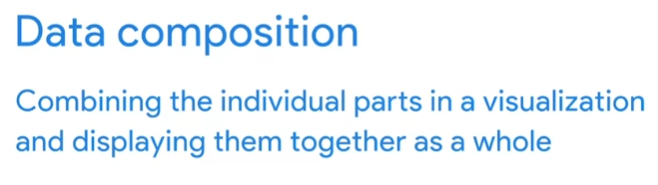 Data composition
Combining the individual parts in a visualization
and displaying them together as a whole